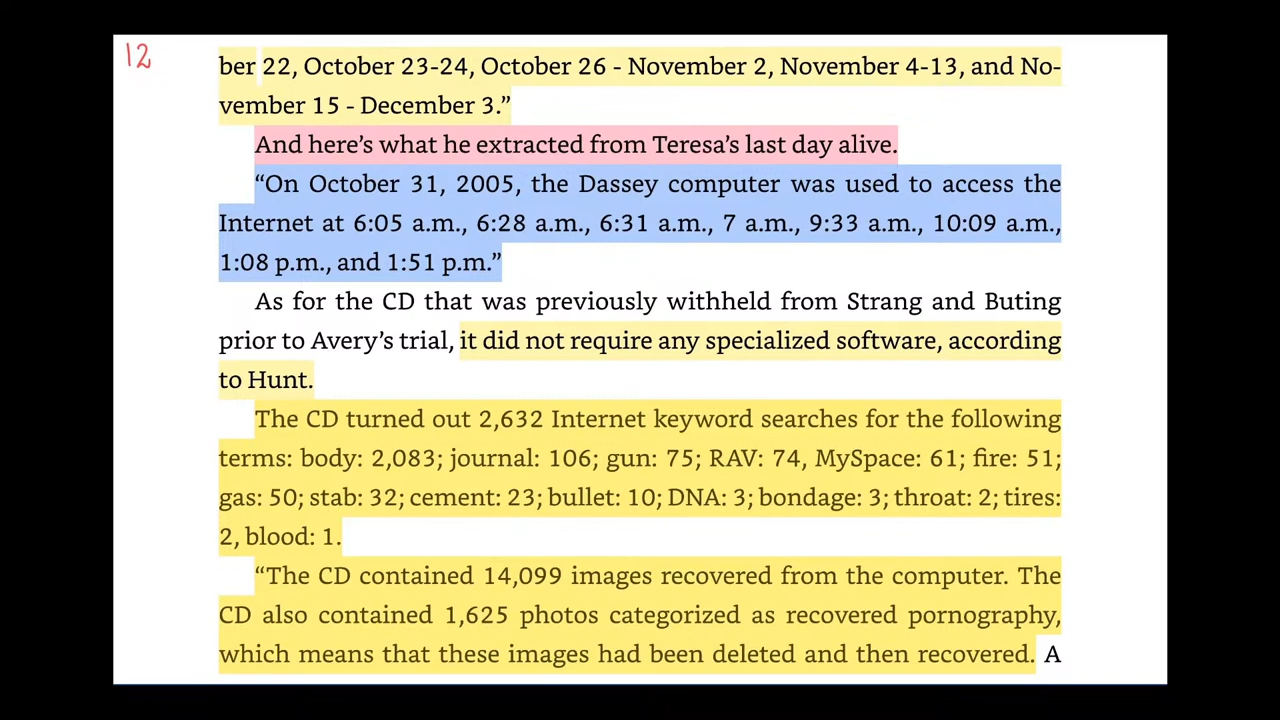 12
ber 22, October 23-24, October 26 - November 2, November 4-13, and No-
vember 15 - December 3.”
And here’s what he extracted from Teresa’s last day alive.
“On October 31, 2005, the Dassey computer was used to access the
Internet at 6:05 a.m., 6:28 a.m., 6:31 a.m., 7 a.m., 9:33 a.m., 10:09 a.m.,
1:08 p.m., and 1:51 p.m.”
As for the CD that was previously withheld from Strang and Buting
prior to Avery’s trial, it did not require any specialized software, according
to Hunt.
The CD turned out 2,632 Internet keyword searches for the following
terms: body: 2,083; journal: 106; gun: 75; RAV: 74, MySpace: 61; fire: 51;
gas: 50; stab: 32; cement: 23; bullet: 10; DNA: 3; bondage: 3; throat: 2; tires:
2, blood: 1.
“The CD contained 14,099 images recovered from the computer. The
CD also contained 1,625 photos categorized as recovered pornography,
which means that these images had been deleted and then recovered. A